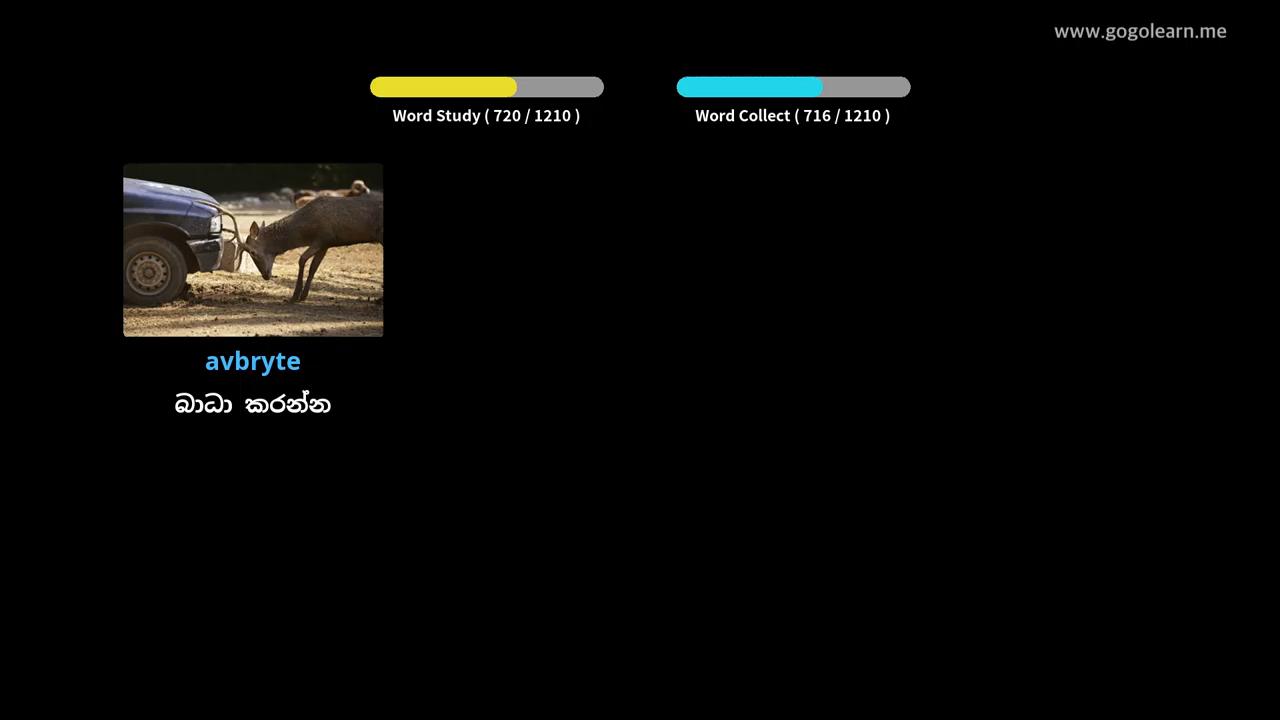 www.gogolearn.me
Word Study ( 720 / 1210 )
Word Collect ( 716 / 1210 )
avbryte
බාධා කරන්න